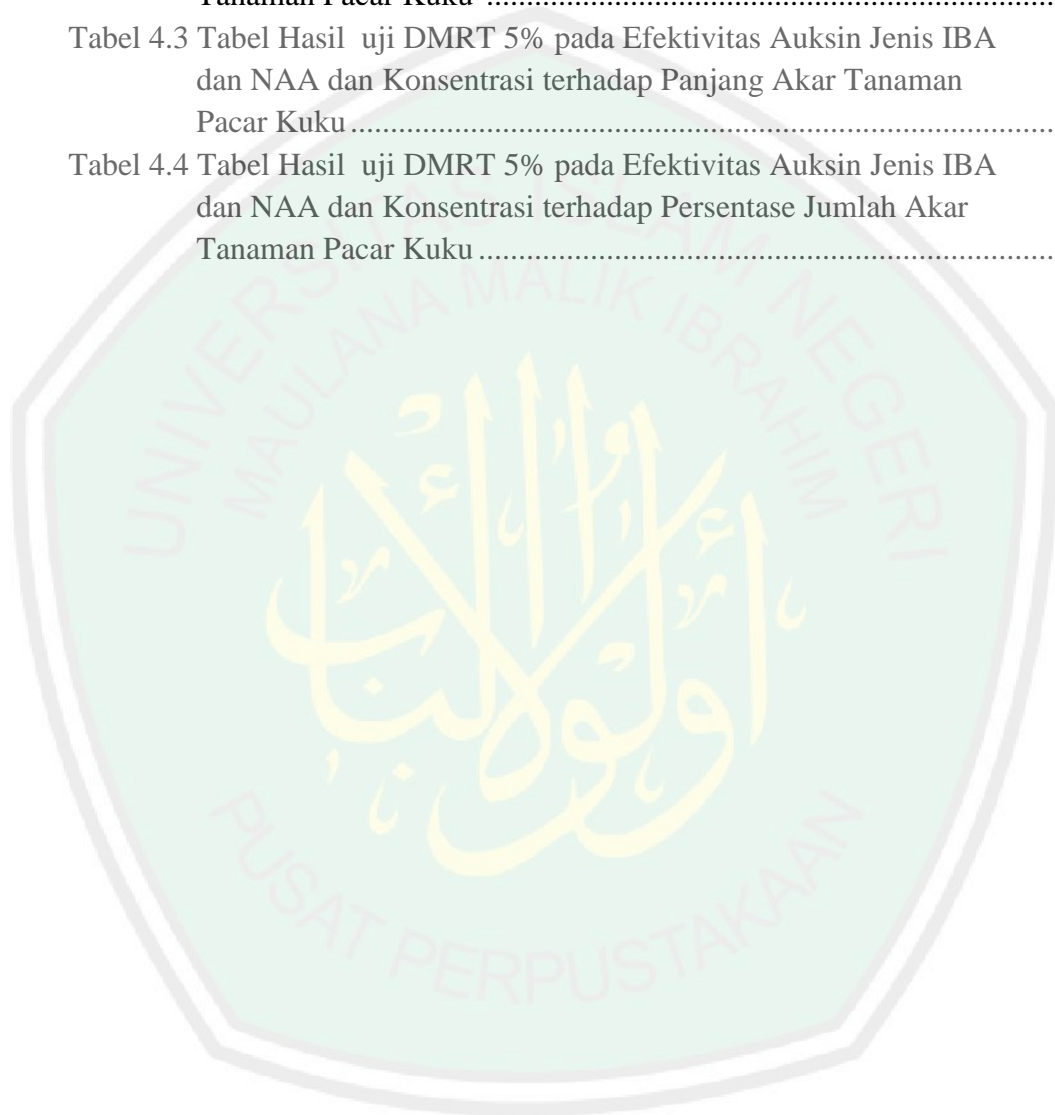 Tanaman Pacar Kuku ......................................................................
Tabel 4.3 Tabel Hasil uji DMRT 5% pada Efektivitas Auksin Jenis IBA
dan NAA dan Konsentrasi terhadap Panjang Akar Tanaman
Pacar Kuku .......................................................................................
Tabel 4.4 Tabel Hasil uji DMRT 5% pada Efektivitas Auksin Jenis IBA
dan NAA dan Konsentrasi terhadap Persentase Jumlah Akar
Tanaman Pacar Kuku .......................................................................
UNIVERSITAS ISLAM NEGERI
MAULANA MALIK IBRAHIM
أولوا الألباب
PUSAT PERPUSTAKAAN